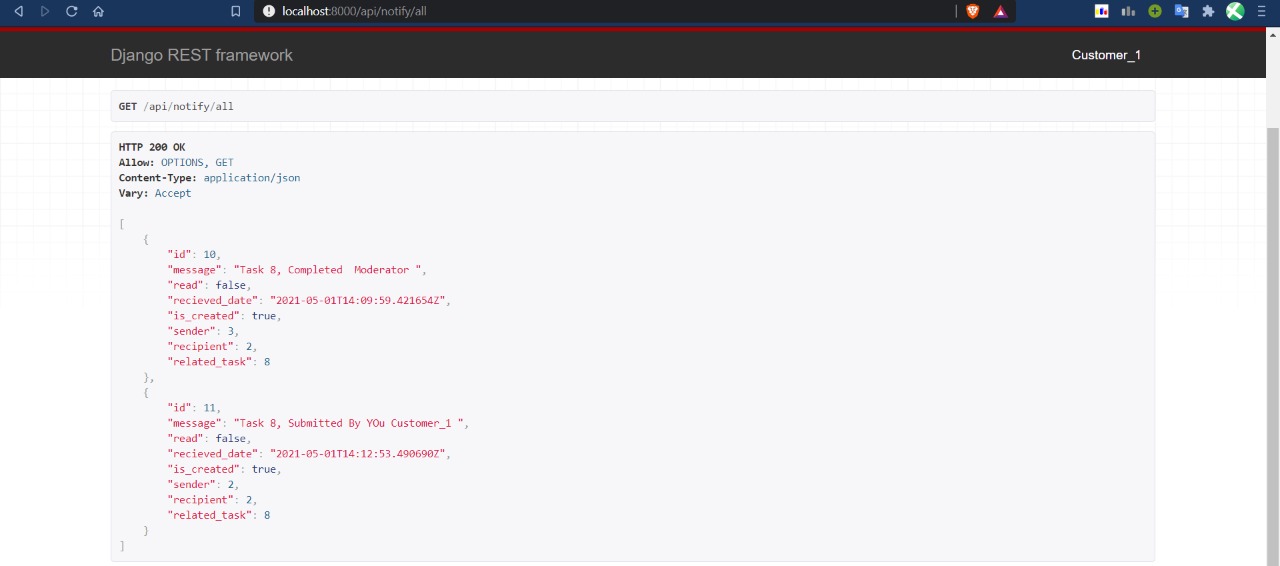 localhost:8000/api/notify/all
Django REST framework
Customer_1
GET /api/notify/all
HTTP 200 OK
Allow: OPTIONS, GET
Content-Type: application/json
Vary: Accept
[
    {
        "id": 10,
        "message": "Task 8, Completed  Moderator ",
        "read": false,
        "recieved_date": "2021-05-01T14:09:59.421654Z",
        "is_created": true,
        "sender": 3,
        "recipient": 2,
        "related_task": 8
    },
    {
        "id": 11,
        "message": "Task 8, Submitted By YOu Customer_1 ",
        "read": false,
        "recieved_date": "2021-05-01T14:12:53.490690Z",
        "is_created": true,
        "sender": 2,
        "recipient": 2,
        "related_task": 8
    }
]